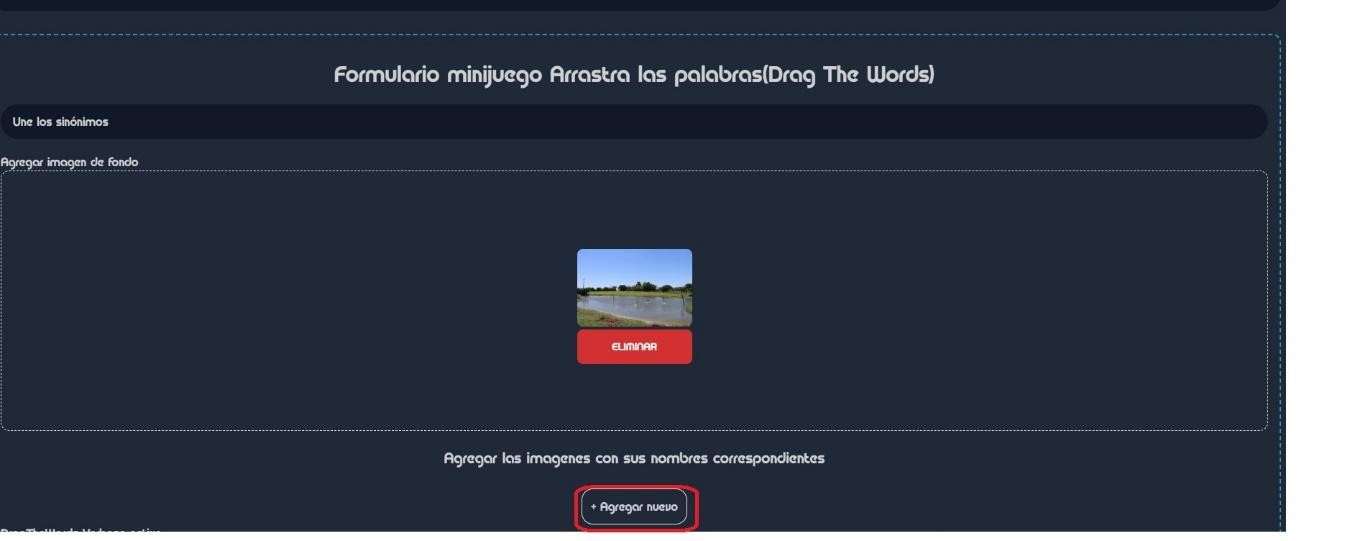 Formulario minijuego Arrastra las palabras(Drag The Words)
Une los sinónimos
Agregar imagen de fondo
ELIMINAR
Agregar las imagenes con sus nombres correspondientes
+ Agregar nuevo